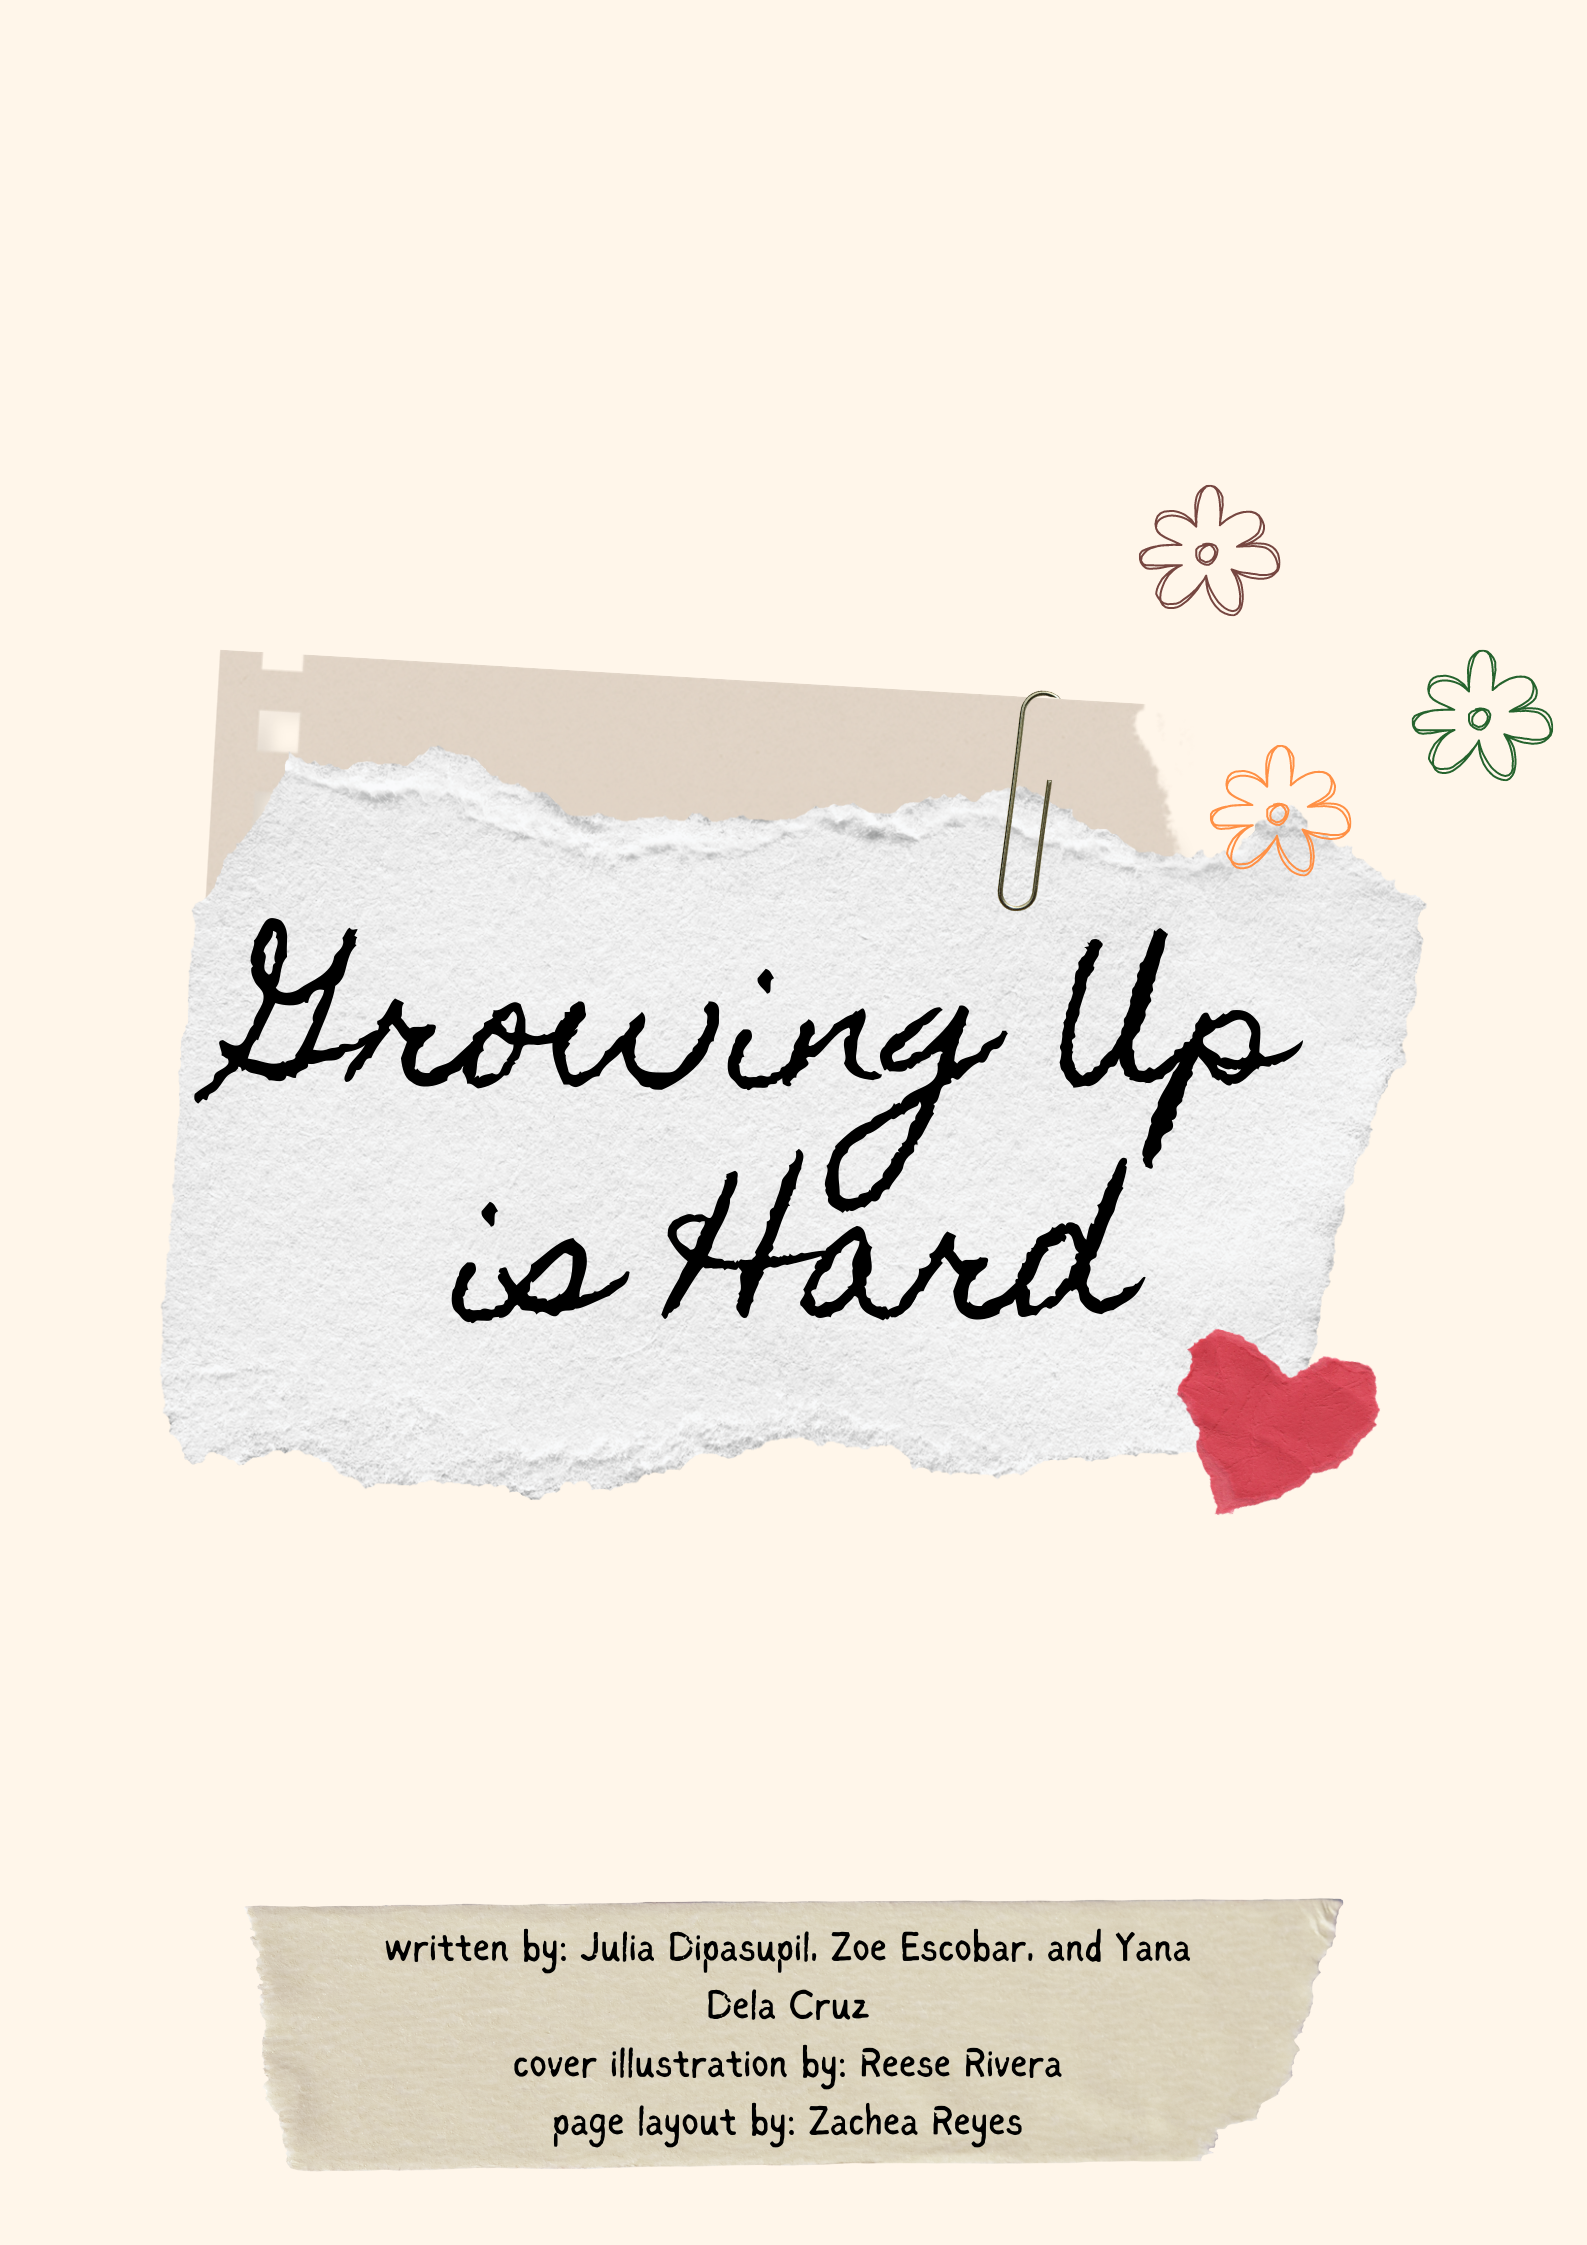 Growing Up
is Hard
written by: Julia Dipasupil, Zoe Escobar, and Yana
Dela Cruz
cover illustration by: Reese Rivera
page layout by: Zachea Reyes